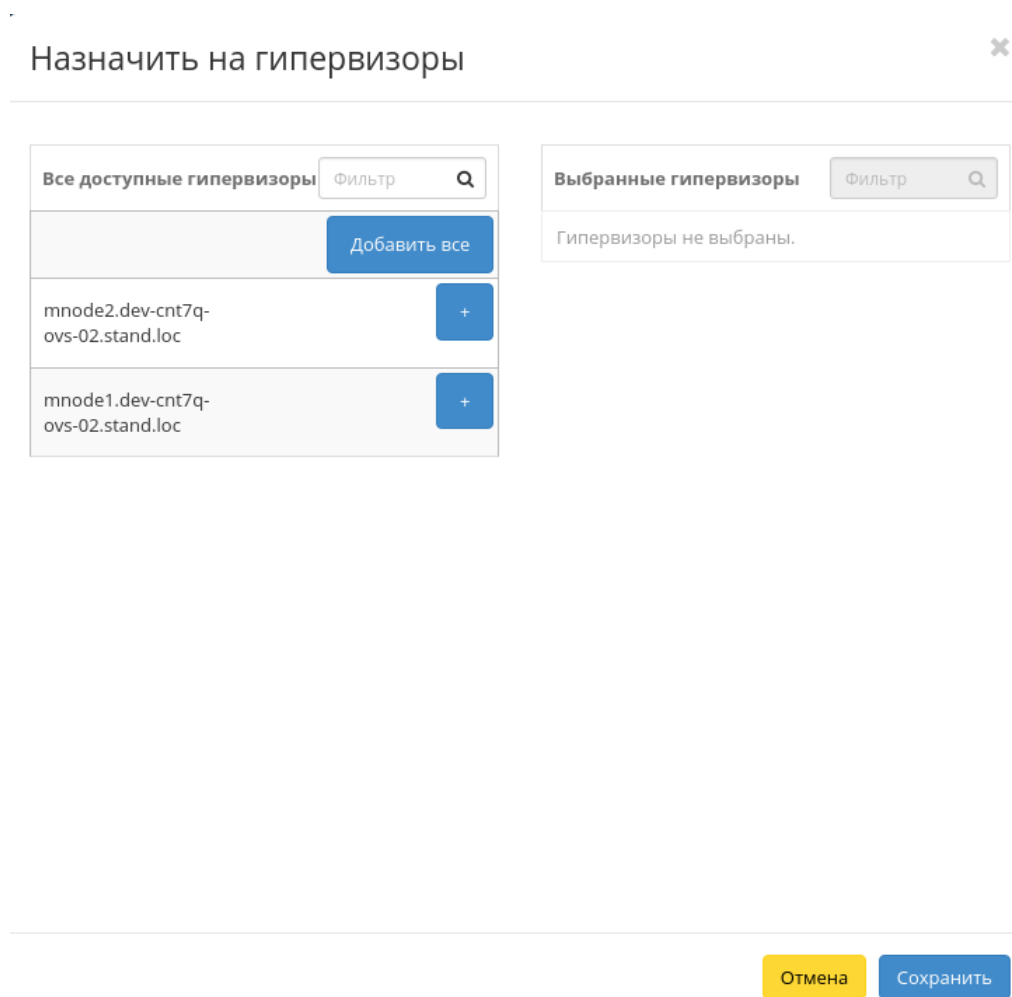 Назначить на гипервизоры
Все доступные гипервизоры
Фильтр
Добавить все
mnode2.dev-cnt7q-
ovs-02.stand.loc
+
mnode1.dev-cnt7q-
ovs-02.stand.loc
+
Выбранные гипервизоры
Фильтр
Гипервизоры не выбраны.
Отмена
Сохранить